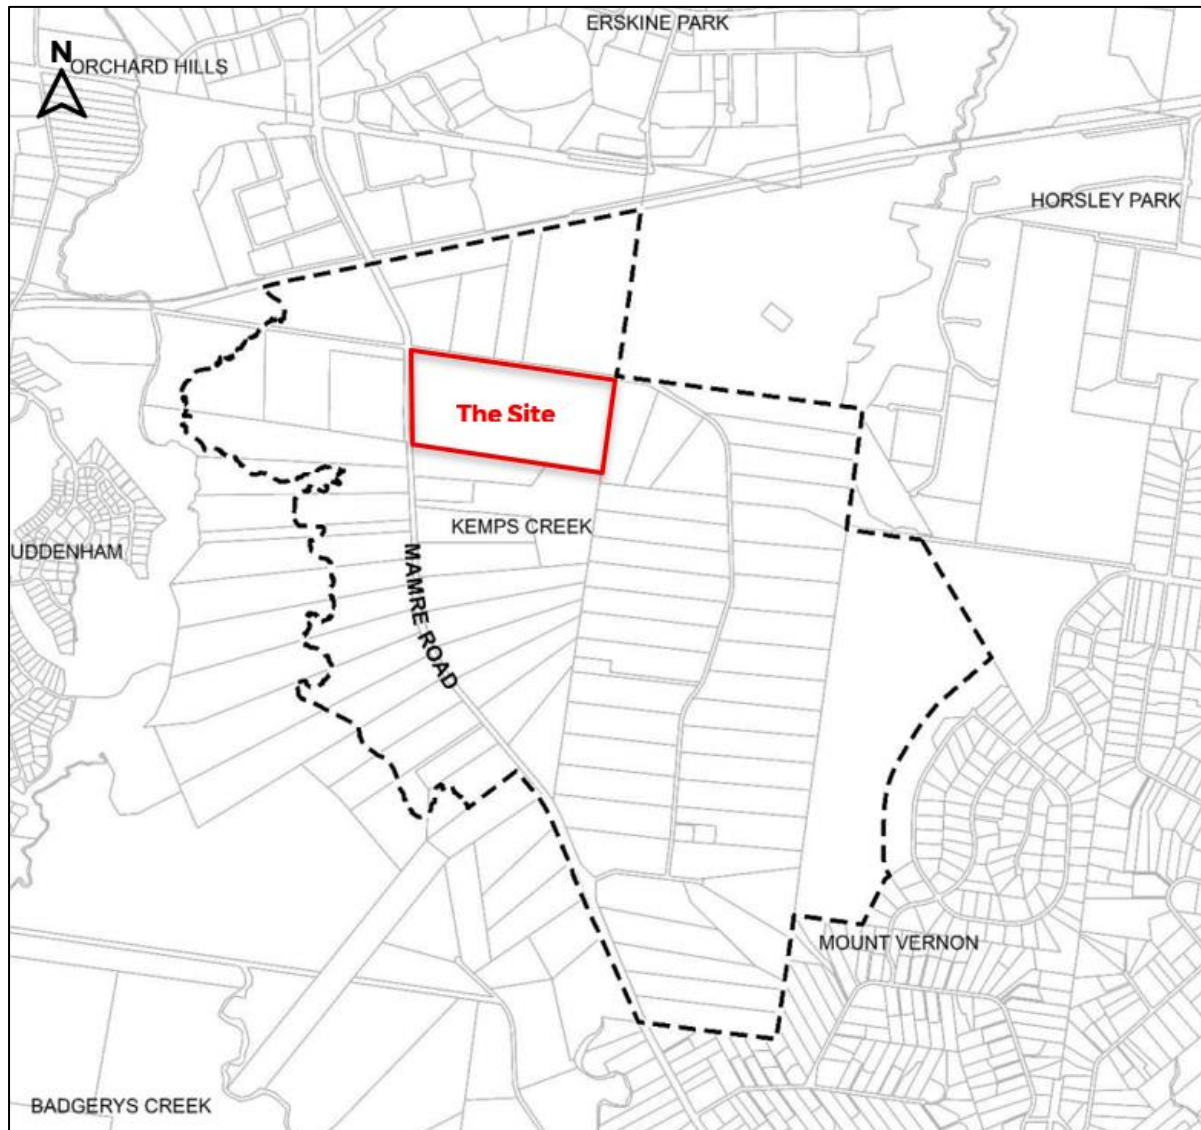 ERSKINE PARK
N
ORCHARD HILLS
HORSLEY PARK
The Site
KEMPS CREEK
UDDENHAM
MAMRE ROAD
MOUNT VERNON
BADGERYS CREEK